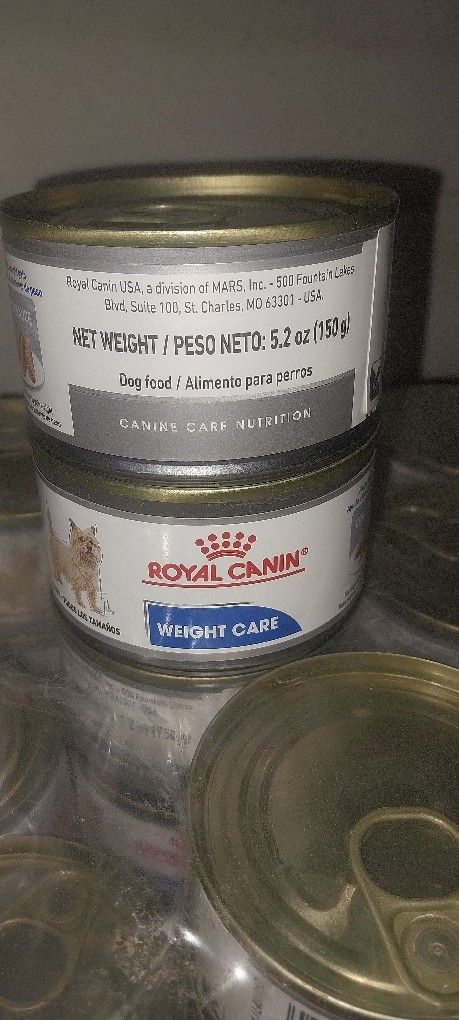 Royal Canin USA, a division of MARS, Inc. - 500 Fountain Lakes
Blvd, Suite 100, St. Charles, MO 63301 - USA.
NET WEIGHT / PESO NETO: 5.2 oz (150 g)
Dog food / Alimento para perros
CANINE CARE NUTRITION
ROYAL CANIN®
WEIGHT CARE
LOS TAMAÑOS